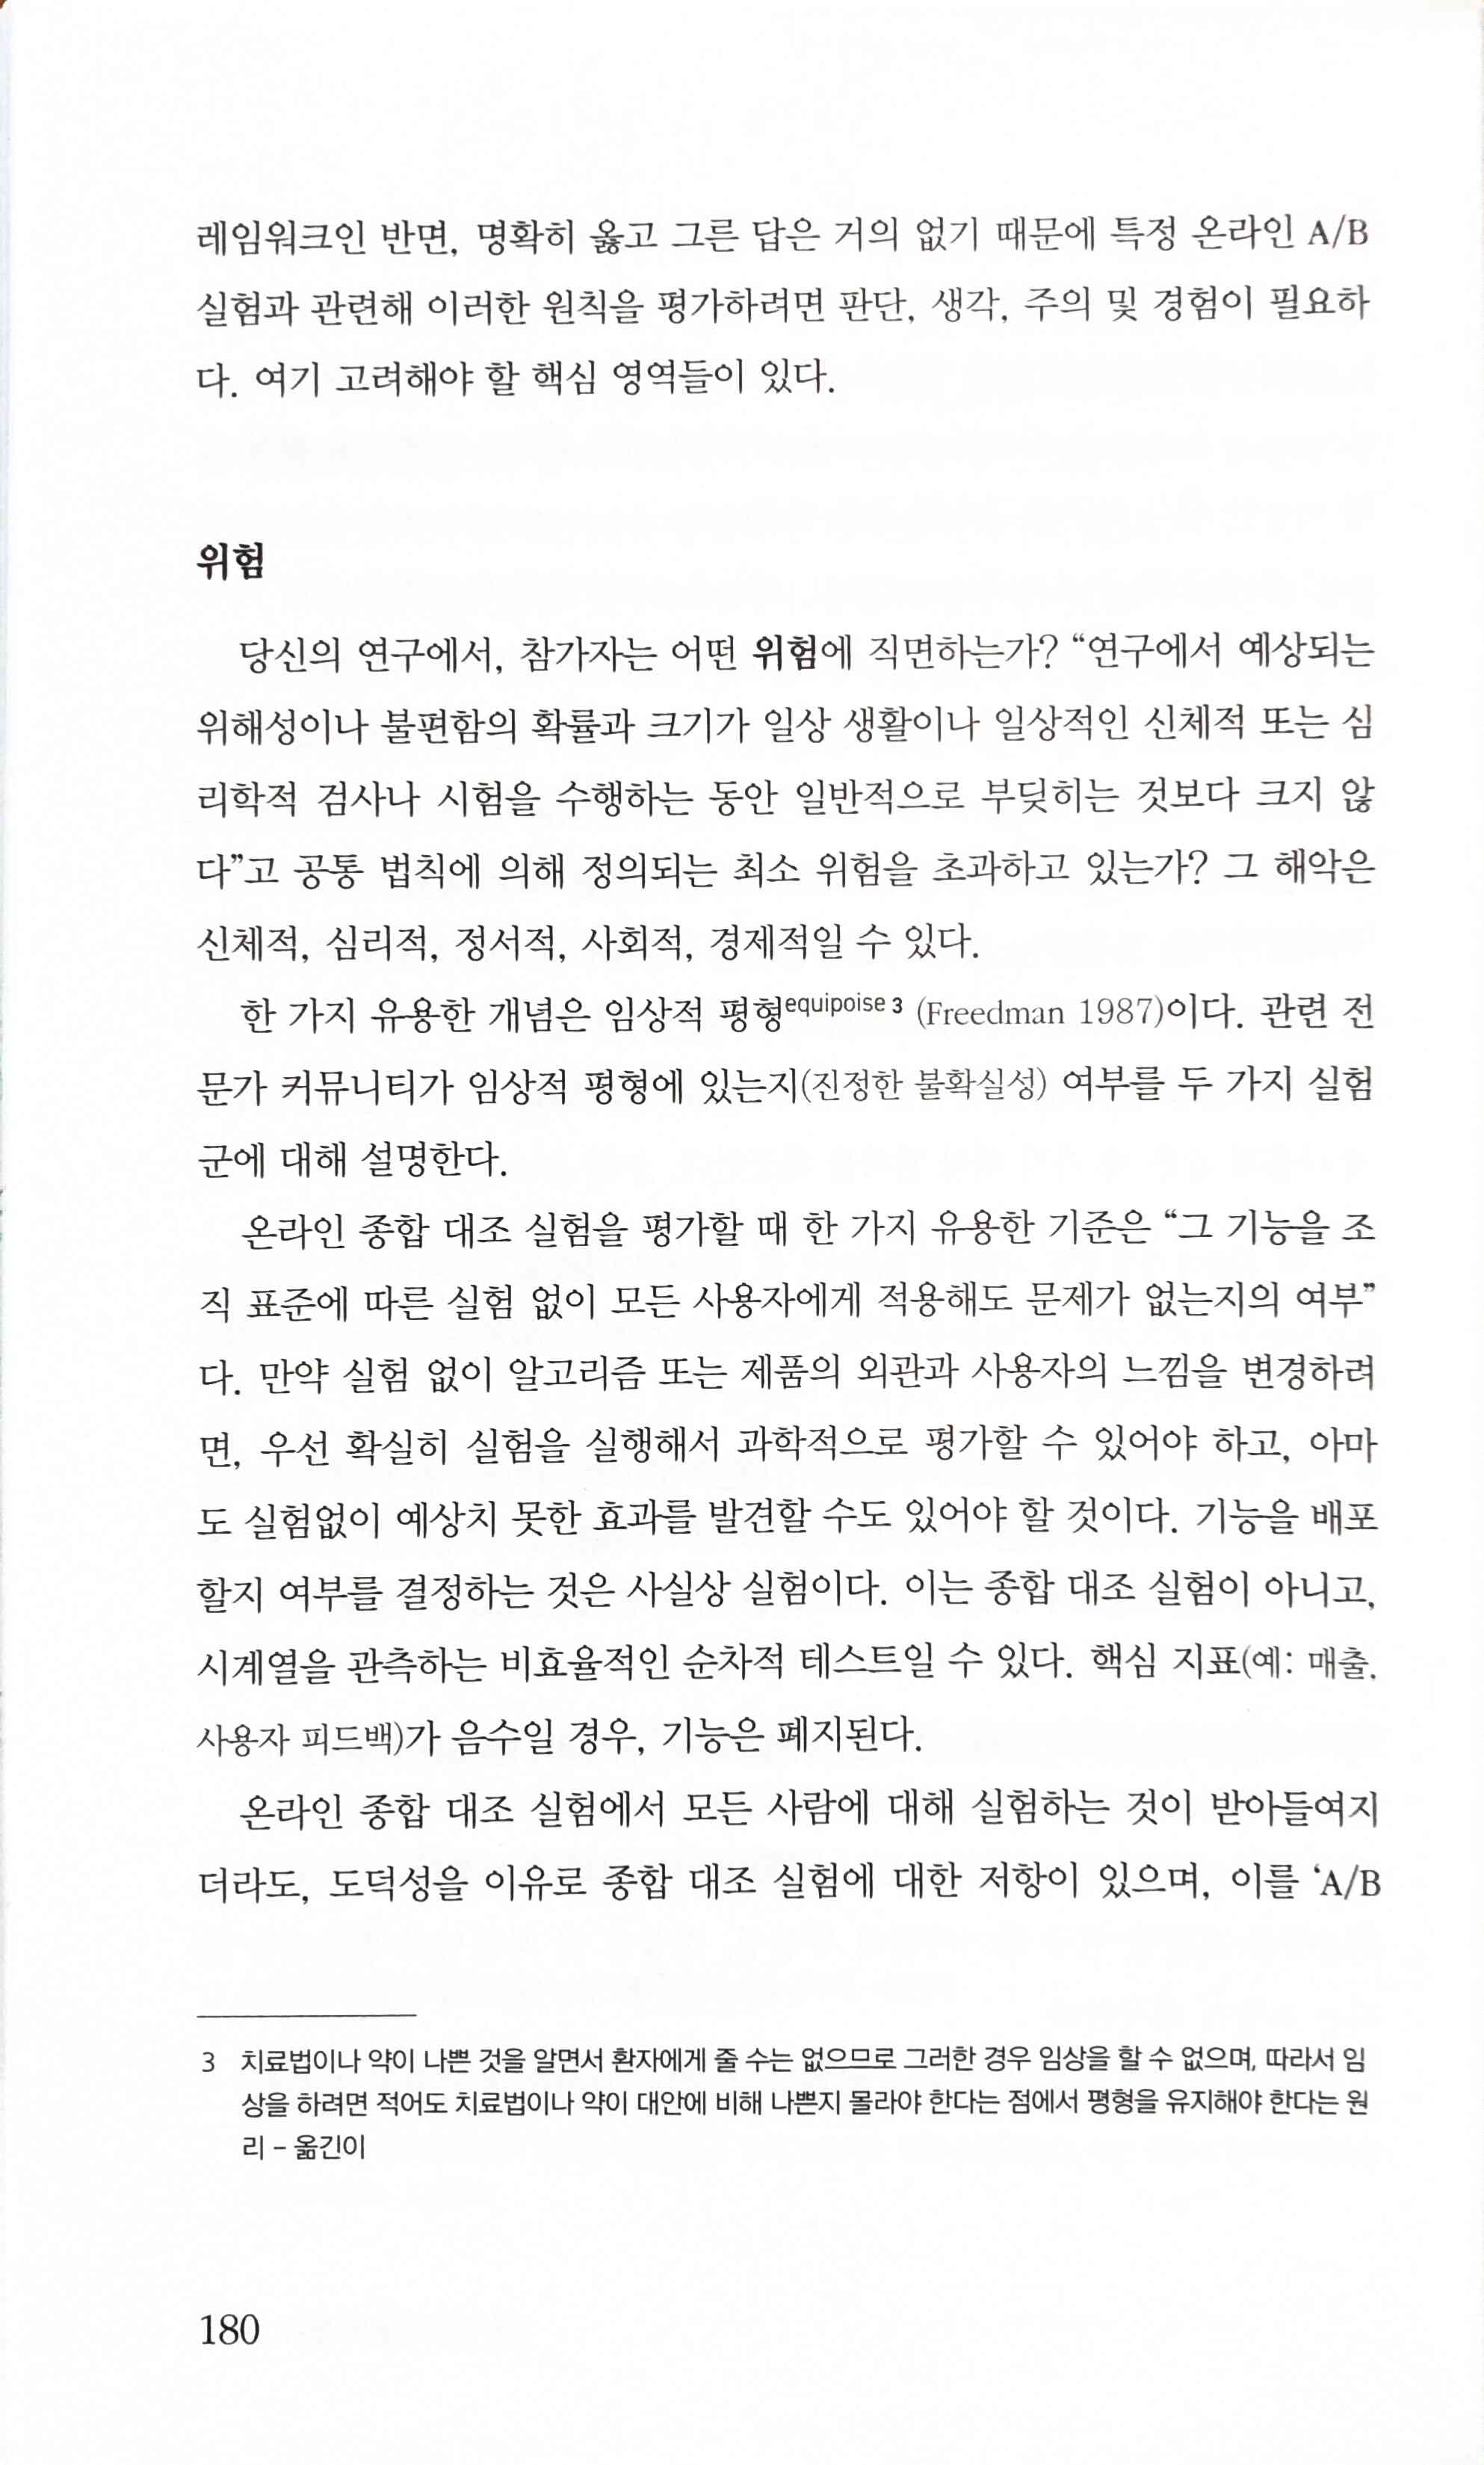 레임워크인 반면, 명확히 옳고 그른 답은 거의 없기 때문에 특정 온라인 A/B
실험과 관련해 이러한 원칙을 평가하려면 판단, 생각, 주의 및 경험이 필요하
다. 여기 고려해야 할 핵심 영역들이 있다.
위험
당신의 연구에서, 참가자는 어떤 위험에 직면하는가? “연구에서 예상되는
위해성이나 불편함의 확률과 크기가 일상 생활이나 일상적인 신체적 또는 심
리학적 검사나 시험을 수행하는 동안 일반적으로 부딪히는 것보다 크지 않
다”고 공통 법칙에 의해 정의되는 최소 위험을 초과하고 있는가? 그 해악은
신체적, 심리적, 정서적, 사회적, 경제적일 수 있다.
한 가지 유용한 개념은 임상적 평형equipoise 3 (Freedman 1987)이다. 관련 전
문가 커뮤니티가 임상적 평형에 있는지(진정한 불확실성) 여부를 두 가지 실험
군에 대해 설명한다.
온라인 종합 대조 실험을 평가할 때 한 가지 유용한 기준은 “그 기능을 조
직 표준에 따른 실험 없이 모든 사용자에게 적용해도 문제가 없는지의 여부”
다. 만약 실험 없이 알고리즘 또는 제품의 외관과 사용자의 느낌을 변경하려
면, 우선 확실히 실험을 실행해서 과학적으로 평가할 수 있어야 하고, 아마
도 실험없이 예상치 못한 효과를 발견할 수도 있어야 할 것이다. 기능을 배포
할지 여부를 결정하는 것은 사실상 실험이다. 이는 종합 대조 실험이 아니고,
시계열을 관측하는 비효율적인 순차적 테스트일 수 있다. 핵심 지표(예: 매출,
사용자 피드백)가 음수일 경우, 기능은 폐지된다.
온라인 종합 대조 실험에서 모든 사람에 대해 실험하는 것이 받아들여지
더라도, 도덕성을 이유로 종합 대조 실험에 대한 저항이 있으며, 이를 ‘A/B
3 치료법이나 약이 나쁜 것을 알면서 환자에게 줄 수는 없으므로 그러한 경우 임상을 할 수 없으며, 따라서 임
상을 하려면 적어도 치료법이나 약이 대안에 비해 나쁜지 몰라야 한다는 점에서 평형을 유지해야 한다는 원
리 – 옮긴이
180